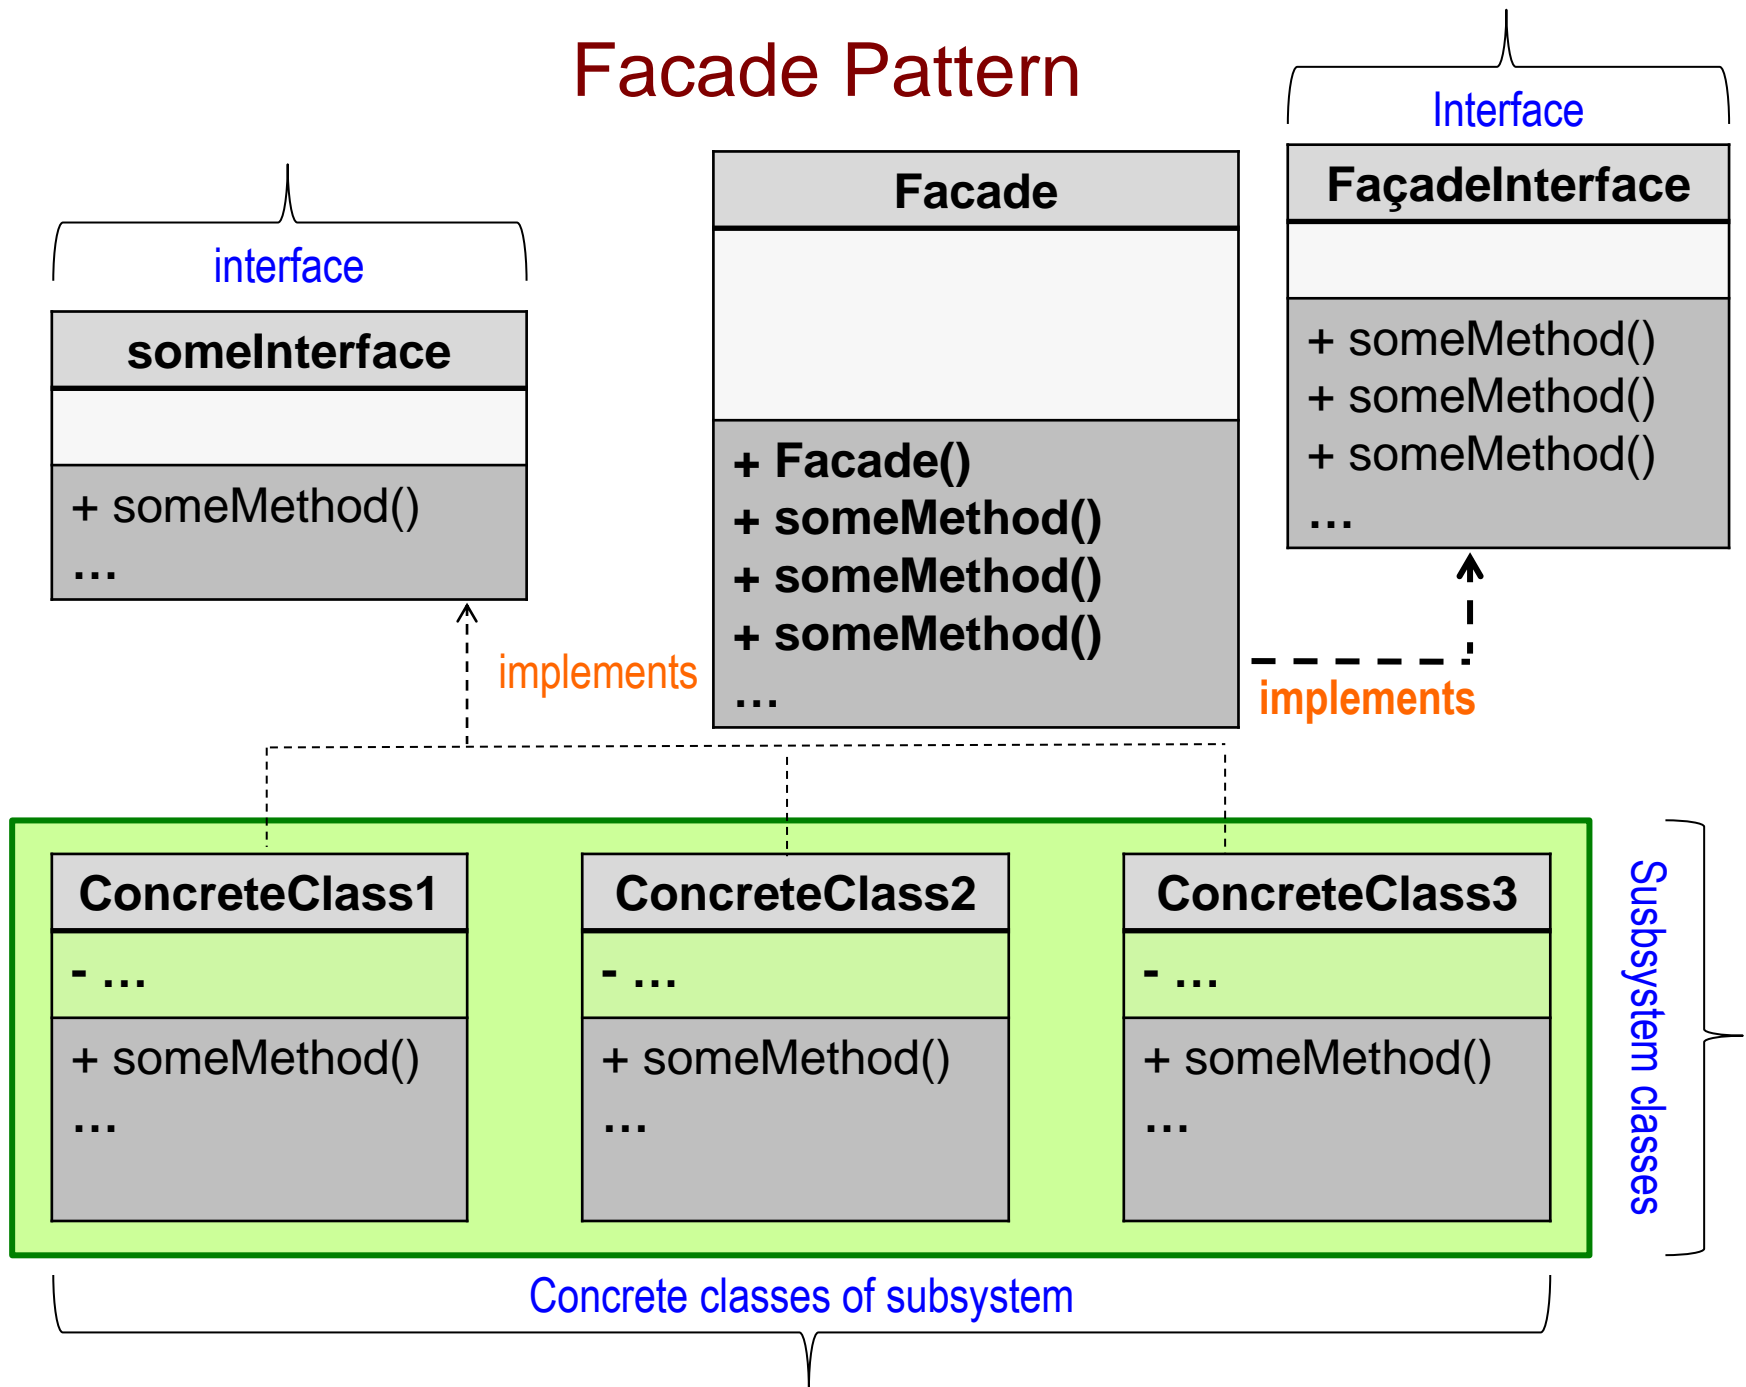 Facade Pattern
interface
someInterface
+ someMethod()
…
implements
Facade
+ Facade()
+ someMethod()
+ someMethod()
+ someMethod()
…
Interface
FaçadeInterface
+ someMethod()
+ someMethod()
+ someMethod()
…
implements
ConcreteClass1
- …
+ someMethod()
…
ConcreteClass2
- …
+ someMethod()
…
ConcreteClass3
- …
+ someMethod()
…
Susbsystem classes
Concrete classes of subsystem